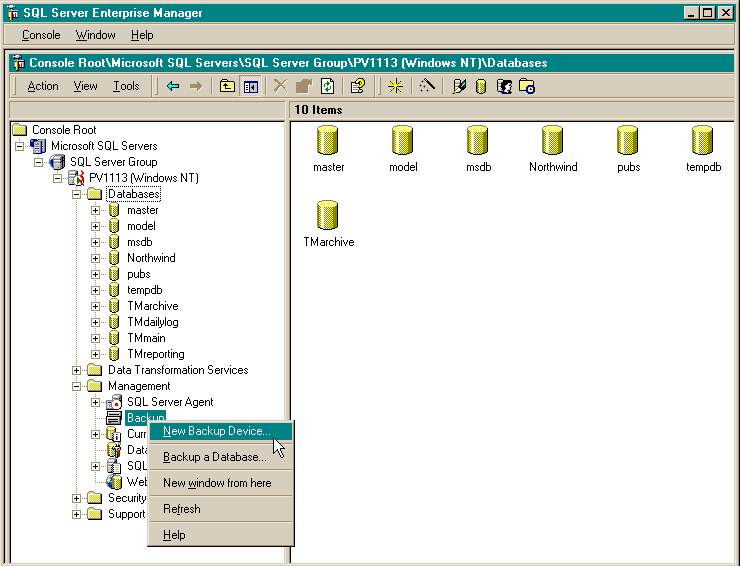 SQL Server Enterprise Manager
Console Window Help
Console Root\Microsoft SQL Servers\SQL Server Group\PV1113 (Windows NT)\Databases
Action View Tools
10 Items
Console Root
Microsoft SQL Servers
SQL Server Group
PV1113 (Windows NT)
Databases
master
model
msdb
Northwind
pubs
tempdb
TMarchive
TMdailylog
TMmain
TMreporting
Data Transformation Services
Management
SQL Server Agent
Backup
Curr
Data
SQL
Web
Security
Support
New Backup Device...
Backup a Database...
New window from here
Refresh
Help
master model msdb Northwind pubs tempdb
TMarchive